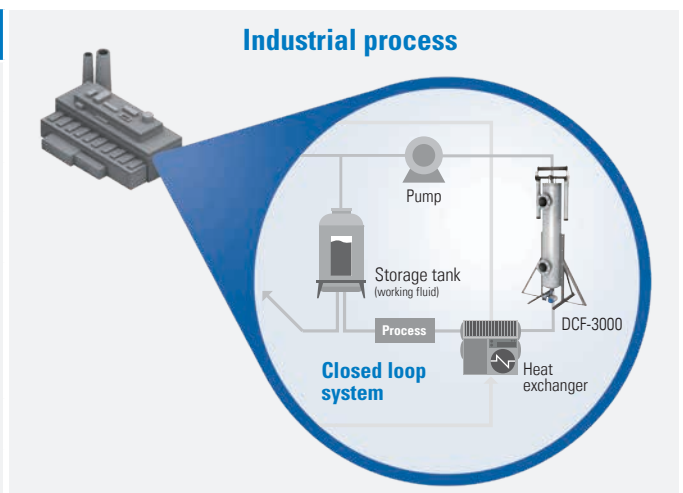 Industrial process
Pump
Storage tank
(working fluid)
DCF-3000
Process
Heat
exchanger
Closed loop
system